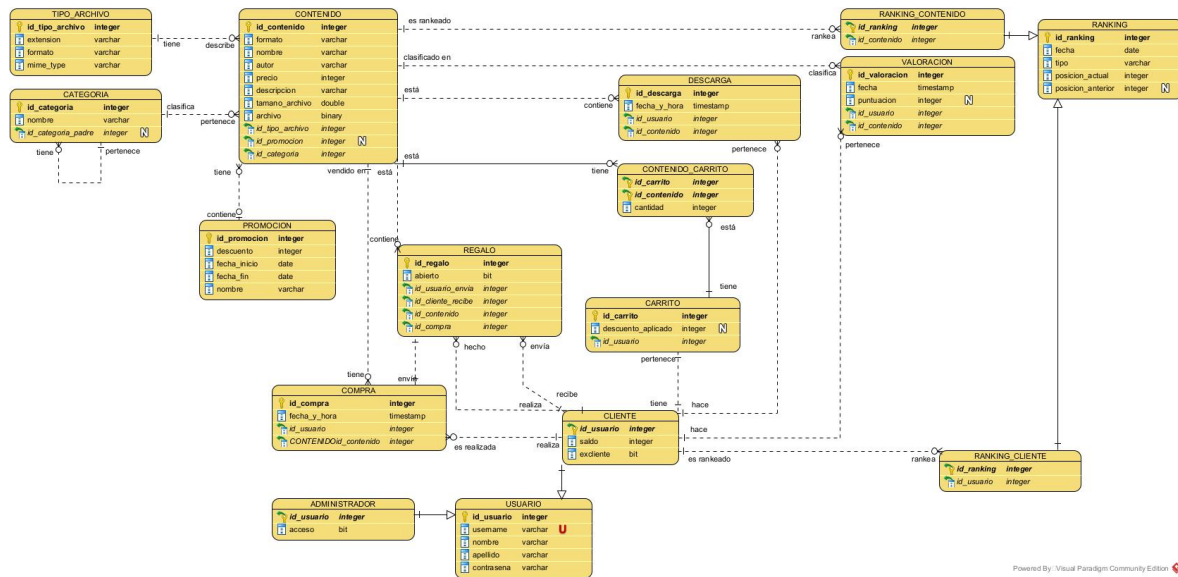 TIPO_ARCHIVO
id_tipo_archivo integer
extension varchar
formato varchar
mime_type varchar
tiene
describe
CONTENIDO
id_contenido integer
formato varchar
nombre varchar
autor varchar
precio integer
descripcion varchar
tamano_archivo double
archivo binary
id_tipo_archivo integer
id_promocion integer N
id_categoria integer
es rankeado
rankea
RANKING_CONTENIDO
id_ranking integer
id_contenido integer
RANKING
id_ranking integer
fecha date
tipo varchar
posicion_actual integer
posicion_anterior integer N
clasificado en
clasifica
VALORACION
id_valoracion integer
fecha timestamp
puntuacion integer N
id_usuario integer
id_contenido integer
pertenece
CATEGORIA
id_categoria integer
nombre varchar
id_categoria_padre integer N
clasifica
pertenece
tiene
pertenece
está
contiene
DESCARGA
id_descarga integer
fecha_y_hora timestamp
id_usuario integer
id_contenido integer
pertenece
está
tiene
CONTENIDO_CARRITO
id_carrito integer
id_contenido integer
cantidad integer
está
tiene
tiene
contiene
vendido en
está
contiene
PROMOCION
id_promocion integer
descuento integer
fecha_inicio date
fecha_fin date
nombre varchar
REGALO
id_regalo integer
abierto bit
id_usuario_envia integer
id_cliente_recibe integer
id_contenido integer
id_compra integer
hecho
envía
CARRITO
id_carrito integer
descuento_aplicado integer N
id_usuario integer
pertenece
tiene
tiene
envía
recibe
realiza
hace
COMPRA
id_compra integer
fecha_y_hora timestamp
id_usuario integer
CONTENIDOid_contenido integer
es realizada
realiza
CLIENTE
id_usuario integer
saldo integer
excliente bit
hace
es rankeado
rankea
RANKING_CLIENTE
id_ranking integer
id_usuario integer
ADMINISTRADOR
id_usuario integer
acceso bit
USUARIO
id_usuario integer
username varchar U
nombre varchar
apellido varchar
contrasena varchar
Powered By: Visual Paradigm Community Edition